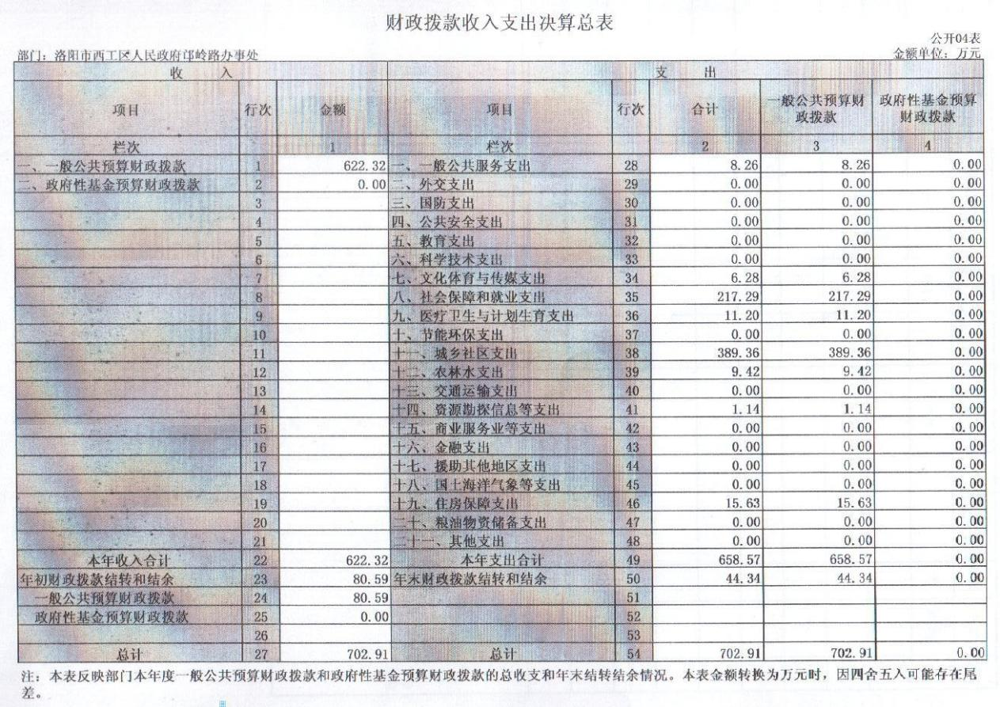 财政拨款收入支出决算总表
公开04表
部门：洛阳市西工区人民政府邙岭路办事处 金额单位：万元
收 入 支 出
项目 行次 金额 项目 行次 合计 一般公共预算财政拨款 政府性基金预算财政拨款
栏次 1 栏次 2 3 4
一、一般公共预算财政拨款 1 622.32 一、一般公共服务支出 28 8.26 8.26 0.00
二、政府性基金预算财政拨款 2 0.00 二、外交支出 29 0.00 0.00 0.00
3 三、国防支出 30 0.00 0.00 0.00
4 四、公共安全支出 31 0.00 0.00 0.00
5 五、教育支出 32 0.00 0.00 0.00
6 六、科学技术支出 33 0.00 0.00 0.00
7 七、文化体育与传媒支出 34 6.28 6.28 0.00
8 八、社会保障和就业支出 35 217.29 217.29 0.00
9 九、医疗卫生与计划生育支出 36 11.20 11.20 0.00
10 十、节能环保支出 37 0.00 0.00 0.00
11 十一、城乡社区支出 38 389.36 389.36 0.00
12 十二、农林水支出 39 9.42 9.42 0.00
13 十三、交通运输支出 40 0.00 0.00 0.00
14 十四、资源勘探信息等支出 41 1.14 1.14 0.00
15 十五、商业服务业等支出 42 0.00 0.00 0.00
16 十六、金融支出 43 0.00 0.00 0.00
17 十七、援助其他地区支出 44 0.00 0.00 0.00
18 十八、国土海洋气象等支出 45 0.00 0.00 0.00
19 十九、住房保障支出 46 15.63 15.63 0.00
20 二十、粮油物资储备支出 47 0.00 0.00 0.00
21 二十一、其他支出 48 0.00 0.00 0.00
本年收入合计 22 622.32 本年支出合计 49 658.57 658.57 0.00
年初财政拨款结转和结余 23 80.59 年末财政拨款结转和结余 50 44.34 44.34 0.00
一般公共预算财政拨款 24 80.59 51
政府性基金预算财政拨款 25 0.00 52
26 53
总计 27 702.91 总计 54 702.91 702.91 0.00
注：本表反映部门本年度一般公共预算财政拨款和政府性基金预算财政拨款的总收支和年末结转结余情况。本表金额转换为万元时，因四舍五入可能存在尾
差。